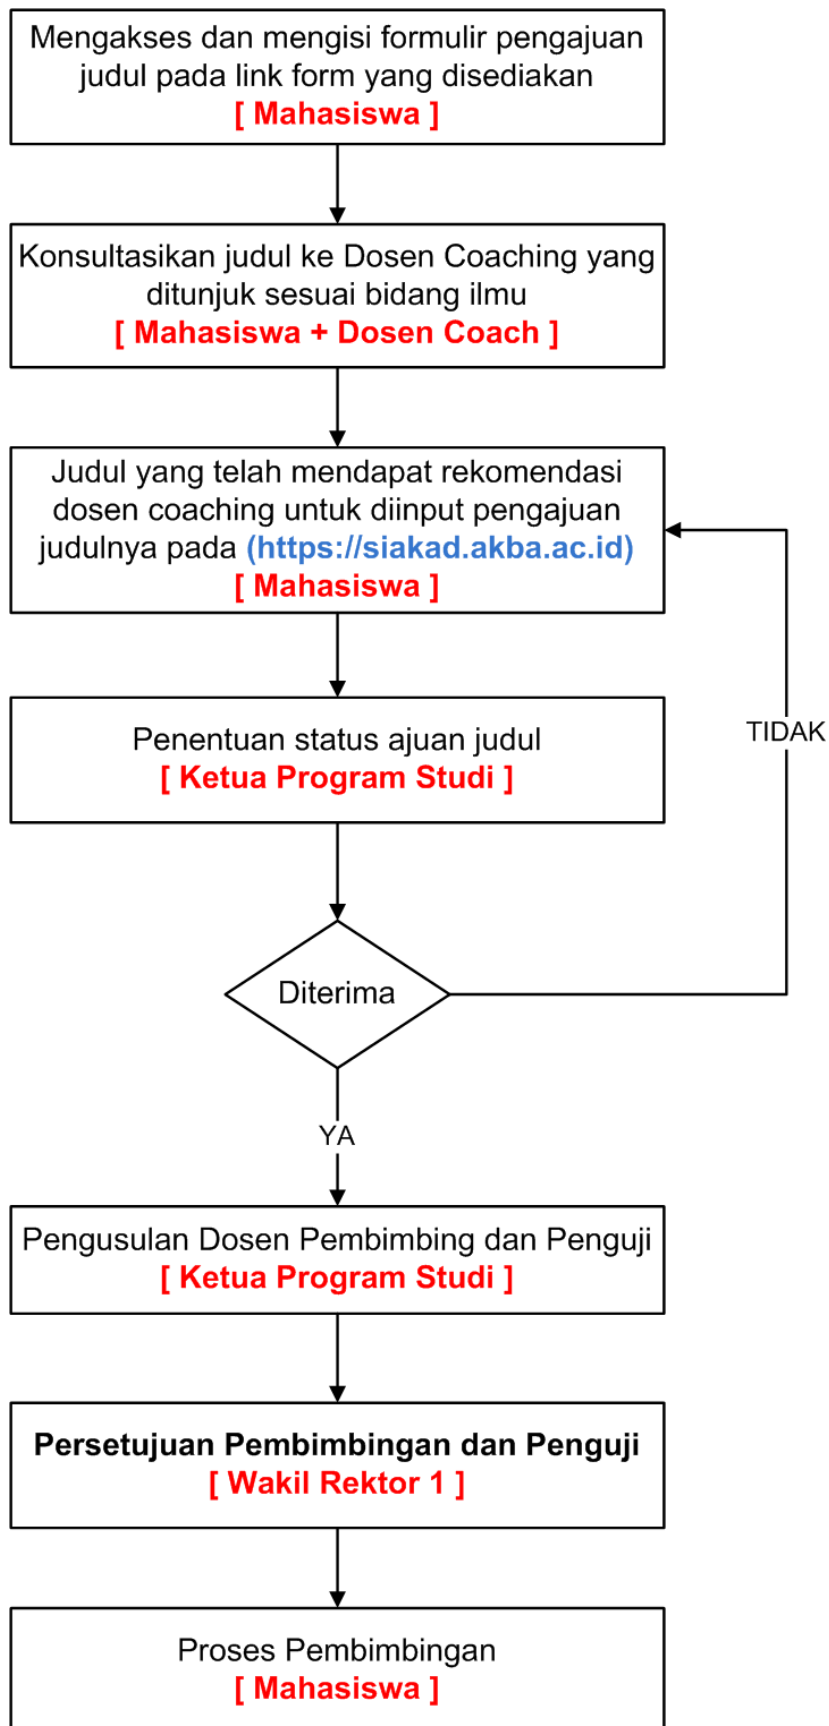 Mengakses dan mengisi formulir pengajuan
judul pada link form yang disediakan
[ Mahasiswa ]
Konsultasikan judul ke Dosen Coaching yang
ditunjuk sesuai bidang ilmu
[ Mahasiswa + Dosen Coach ]
Judul yang telah mendapat rekomendasi
dosen coaching untuk diinput pengajuan
judulnya pada (https://siakad.akba.ac.id)
[ Mahasiswa ]
Penentuan status ajuan judul
[ Ketua Program Studi ]
TIDAK
Diterima
YA
Pengusulan Dosen Pembimbing dan Penguji
[ Ketua Program Studi ]
Persetujuan Pembimbingan dan Penguji
[ Wakil Rektor 1 ]
Proses Pembimbingan
[ Mahasiswa ]